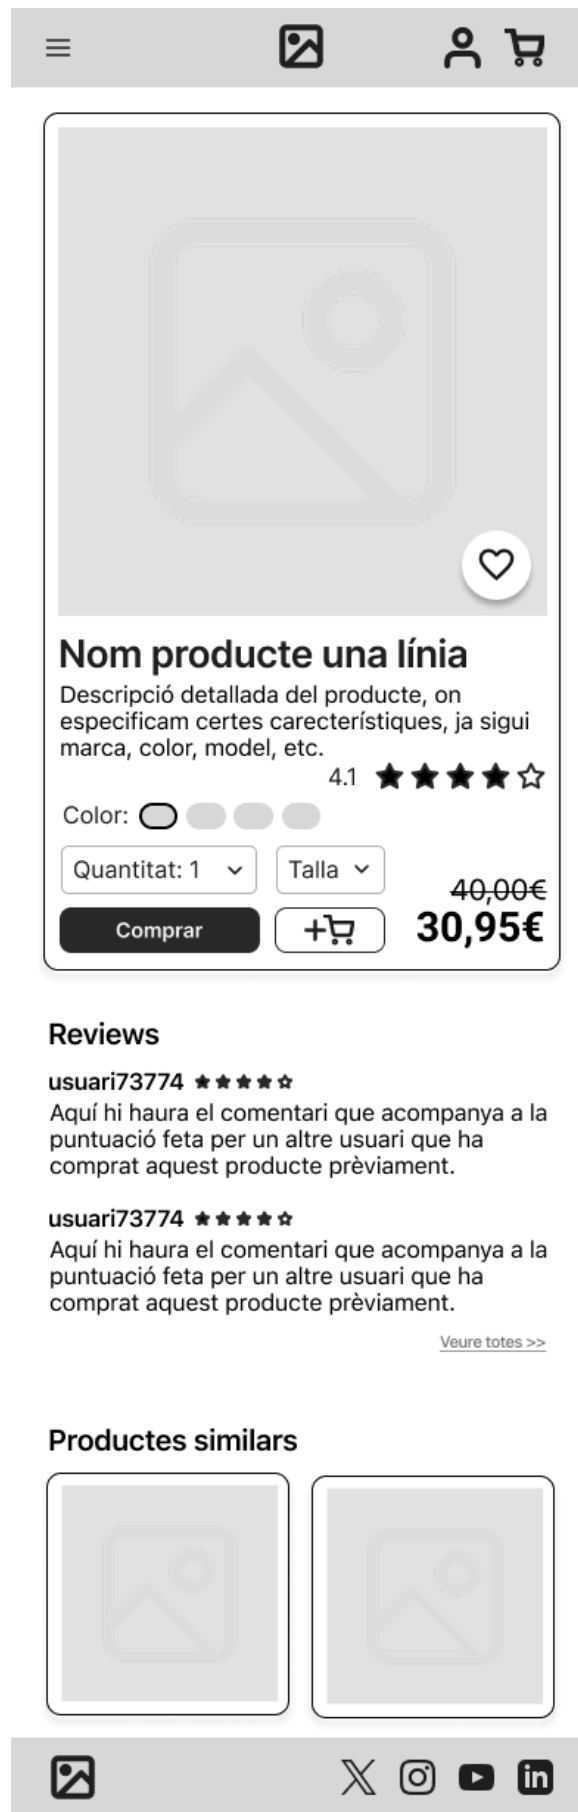 Nom producte una línia
Descripció detallada del producte, on
especificam certes carecterístiques, ja sigui
marca, color, model, etc.
4.1
Color:
Quantitat: 1
Talla
40,00€
Comprar
30,95€
Reviews
usuari73774
Aquí hi haura el comentari que acompanya a la
puntuació feta per un altre usuari que ha
comprat aquest producte prèviament.
usuari73774
Aquí hi haura el comentari que acompanya a la
puntuació feta per un altre usuari que ha
comprat aquest producte prèviament.
Veure totes >>
Productes similars